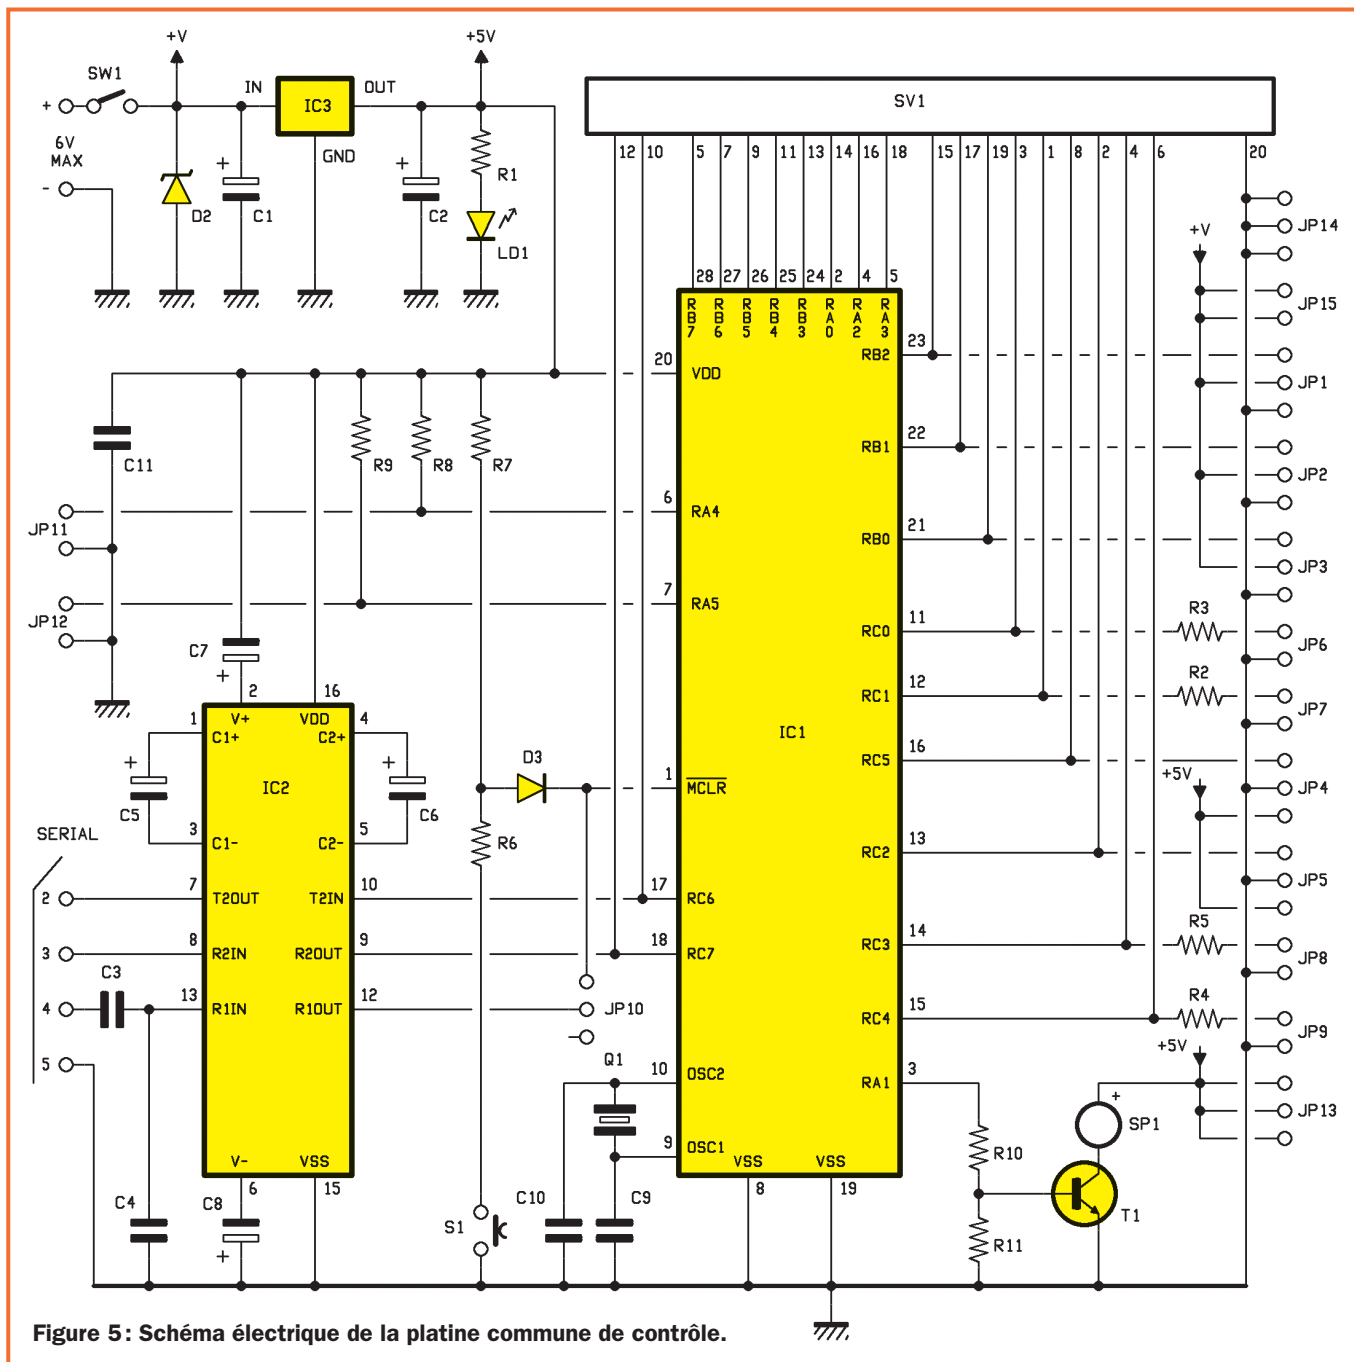 +V
+5V
SW1
IN
IC3
OUT
SV1
+
6V
MAX
-
GND
R1
D2
C1
C2
LD1
+
+
12
10
5
7
9
11
13
14
16
18
15
17
19
3
1
8
2
4
6
20
JP14
+V
JP15
28
27
26
25
24
2
4
5
RB7
RB6
RB5
RB4
RB3
RA0
RA2
RA3
20
VDD
RB2
23
JP1
C11
R9
R8
R7
RB1
22
JP2
JP11
6
RA4
RB0
21
JP3
JP12
7
RA5
RC0
11
R3
JP6
C7
+
RC1
12
R2
JP7
2
16
1
V+
VDD
4
C1+
C2+
IC1
+
IC2
+
D3
1
MCLR
RC5
16
+5V
JP4
C5
C6
3
C1-
5
C2-
R6
RC2
13
JP5
SERIAL
2
7
T2OUT
T2IN
10
17
RC6
3
8
R2IN
R2OUT
9
18
RC7
RC3
14
R5
JP8
C3
4
13
R1IN
R1OUT
12
JP10
RC4
15
R4
JP9
5
Q1
10
OSC2
RA1
3
+5V
+
SP1
JP13
9
OSC1
R10
V-
VSS
VSS
VSS
6
15
8
19
C4
C8
+
S1
C10
C9
R11
T1
Figure 5: Schéma électrique de la platine commune de contrôle.